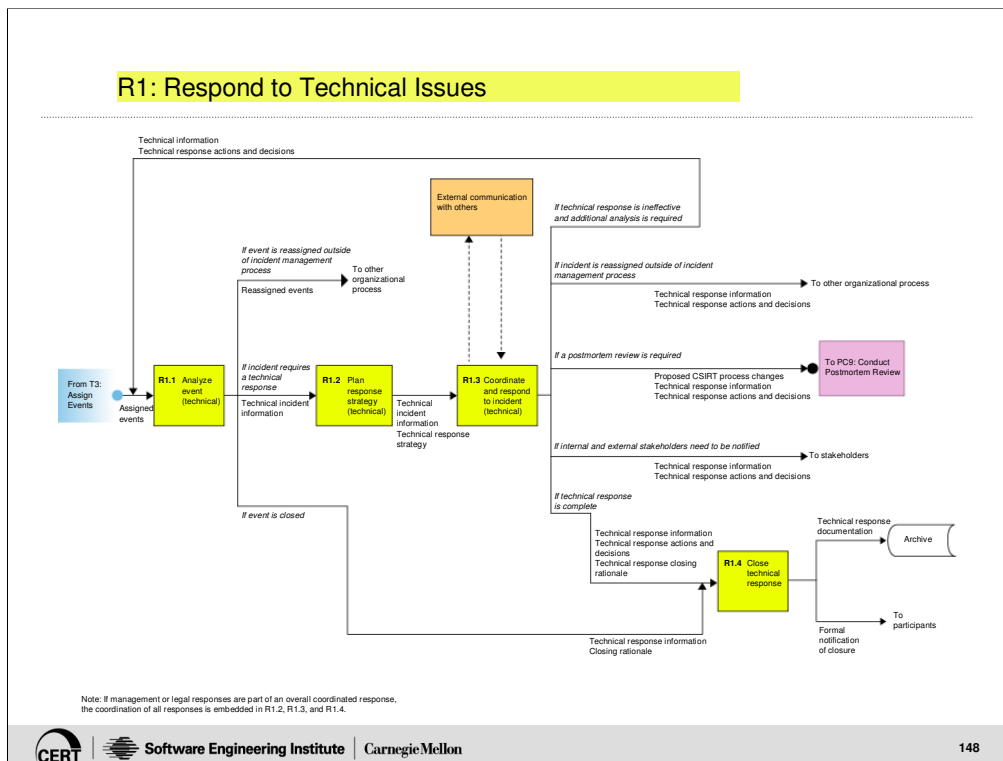 R1: Respond to Technical Issues
Technical information
Technical response actions and decisions
External communication
with others
If technical response is ineffective
and additional analysis is required
If event is reassigned outside
of incident management
process
Reassigned events
To other
organizational
process
If incident is reassigned outside of incident
management process
Technical response information
Technical response actions and decisions
To other organizational process
From T3:
Assign
Events
Assigned
events
R1.1 Analyze
event
(technical)
If incident requires
a technical
response
Technical incident
information
R1.2 Plan
response
strategy
(technical)
Technical
incident
information
Technical response
strategy
R1.3 Coordinate
and respond
to incident
(technical)
If a postmortem review is required
Proposed CSIRT process changes
Technical response information
Technical response actions and decisions
To PC9: Conduct
Postmortem Review
If internal and external stakeholders need to be notified
Technical response information
Technical response actions and decisions
To stakeholders
If event is closed
If technical response
is complete
Technical response information
Technical response actions and
decisions
Technical response closing
rationale
R1.4 Close
technical
response
Technical response
documentation
Archive
Formal
notification
of closure
To
participants
Technical response information
Closing rationale
Note: If management or legal responses are part of an overall coordinated response,
the coordination of all responses is embedded in R1.2, R1.3, and R1.4.
CERT
Software Engineering Institute
Carnegie Mellon
148